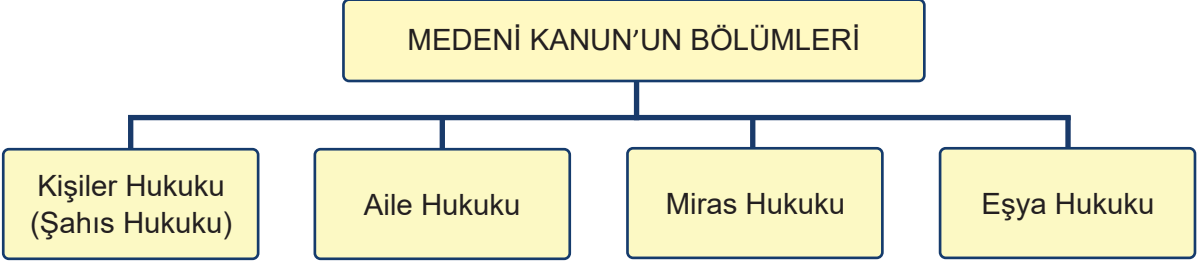 MEDENİ KANUN’UN BÖLÜMLERİ
Kişiler Hukuku
(Şahıs Hukuku)
Aile Hukuku
Miras Hukuku
Eşya Hukuku